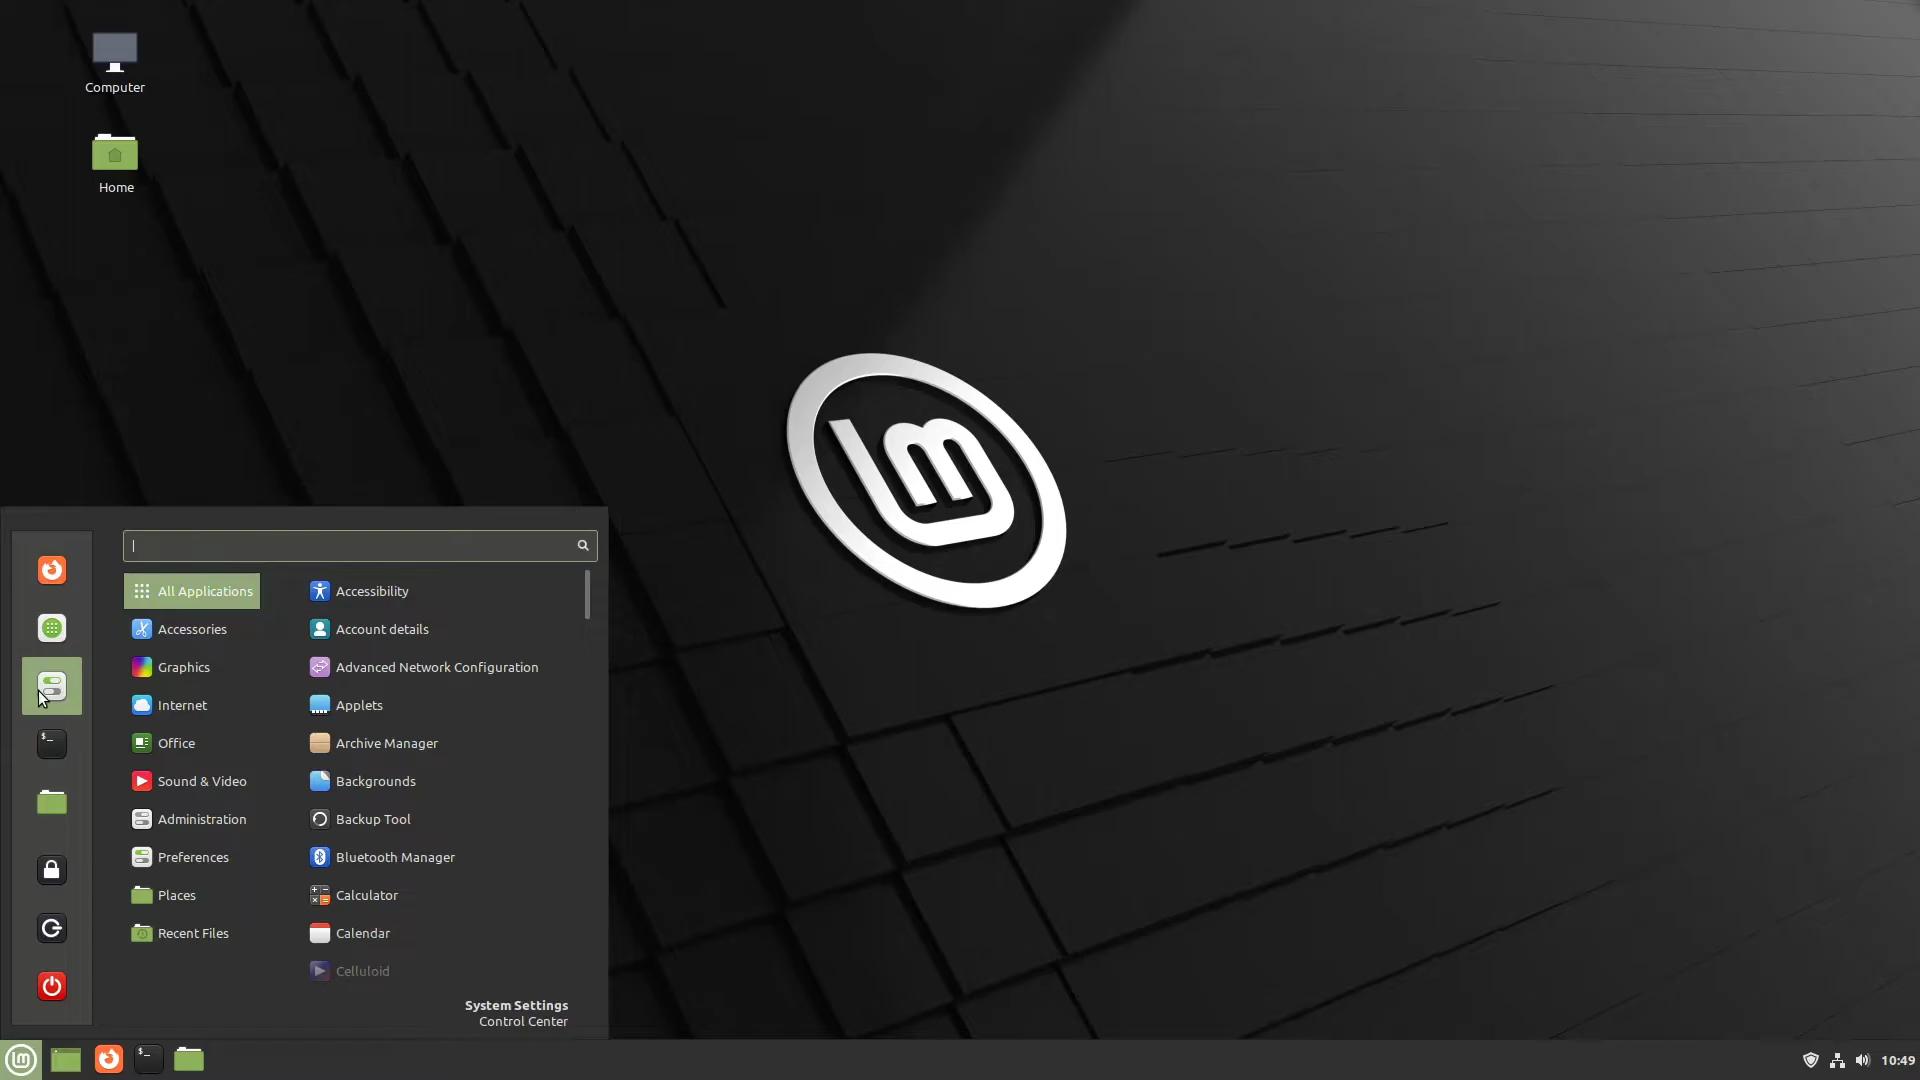 Computer
Home
All Applications
Accessories
Graphics
Internet
Office
Sound & Video
Administration
Preferences
Places
Recent Files
Accessibility
Account details
Advanced Network Configuration
Applets
Archive Manager
Backgrounds
Backup Tool
Bluetooth Manager
Calculator
Calendar
Celluloid
System Settings
Control Center
10:49